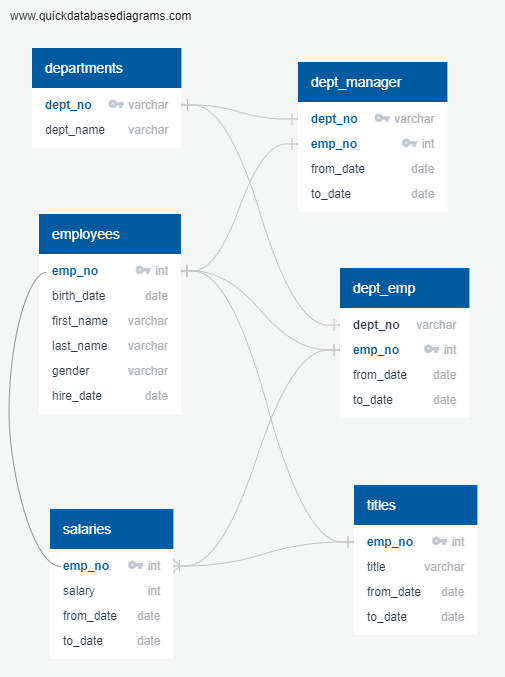 www.quickdatabasediagrams.com
departments
dept_no varchar
dept_name varchar
dept_manager
dept_no varchar
emp_no int
from_date date
to_date date
employees
emp_no int
birth_date date
first_name varchar
last_name varchar
gender varchar
hire_date date
dept_emp
dept_no varchar
emp_no int
from_date date
to_date date
salaries
emp_no int
salary int
from_date date
to_date date
titles
emp_no int
title varchar
from_date date
to_date date